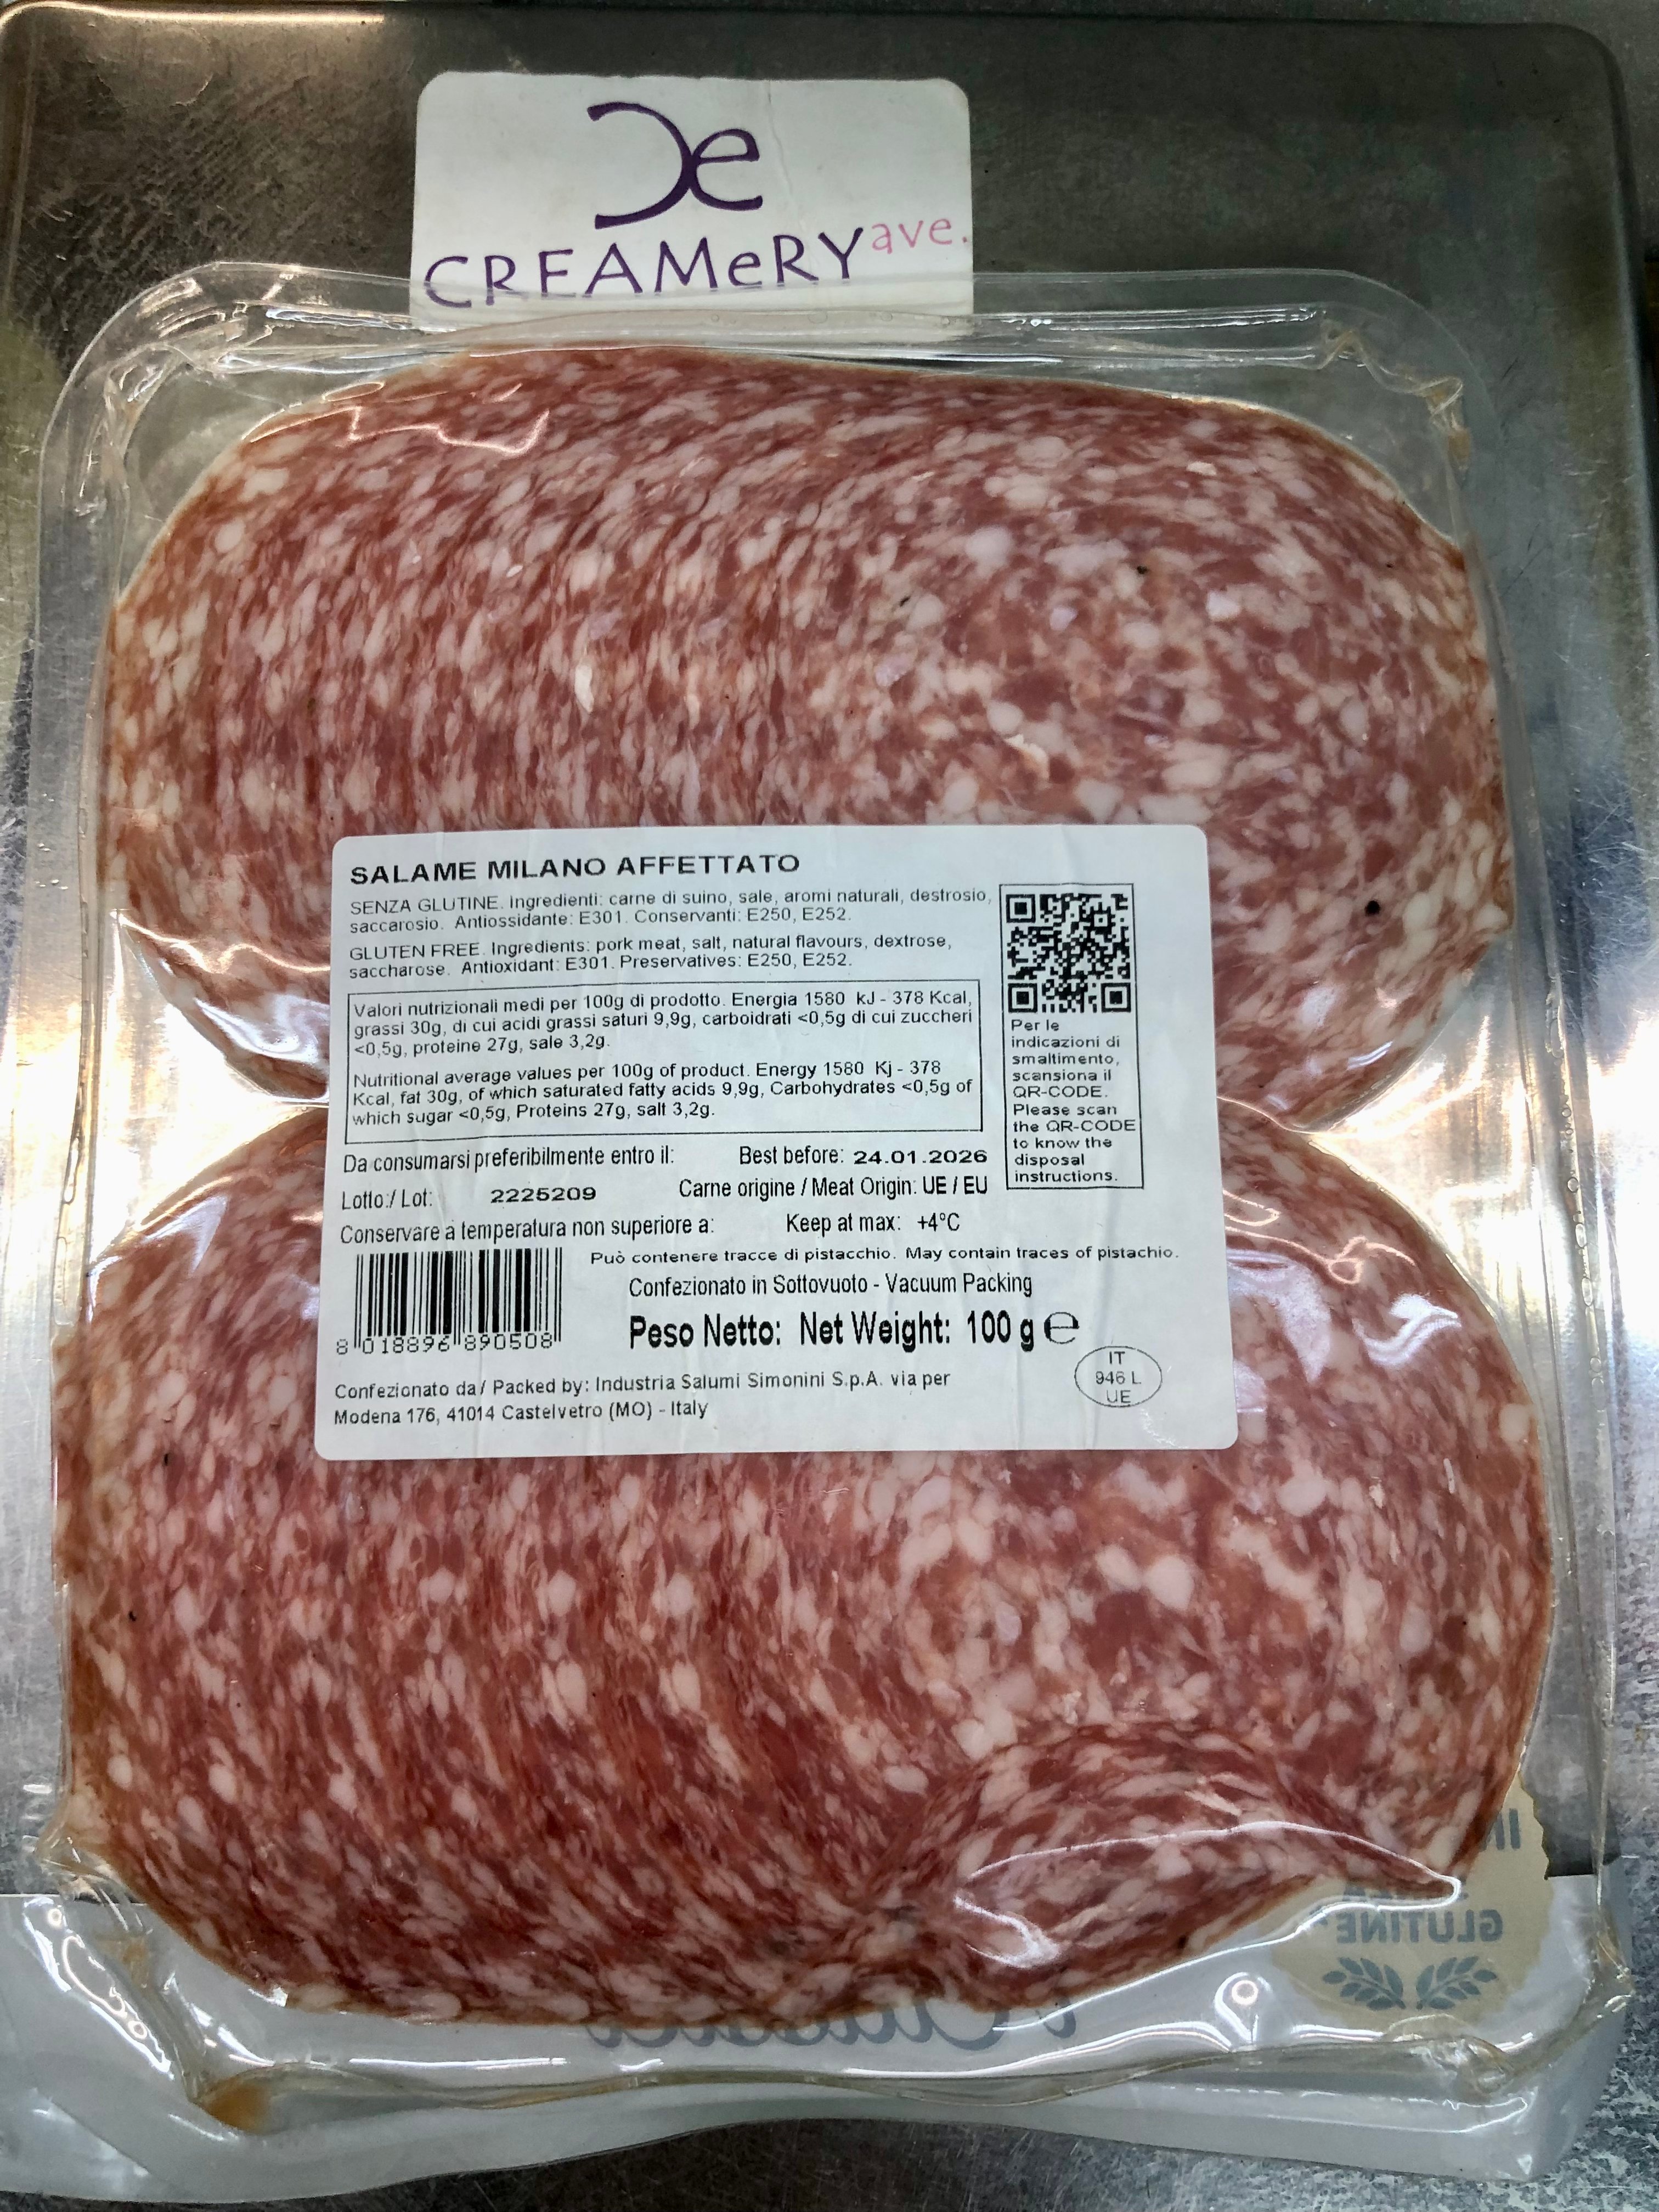 CREAMeRY ave.
SALAME MILANO AFFETTATO
SENZA GLUTINE. Ingredienti: carne di suino, sale, aromi naturali, destrosio,
saccarosio. Antiossidante: E301. Conservanti: E250, E252.
GLUTEN FREE. Ingredients: pork meat, salt, natural flavours, dextrose,
saccharose. Antioxidant: E301. Preservatives: E250, E252.
Valori nutrizionali medi per 100g di prodotto. Energia 1580 kJ - 378 Kcal,
grassi 30g, di cui acidi grassi saturi 9,9g, carboidrati <0,5g di cui zuccheri
<0,5g, proteine 27g, sale 3,2g.
Nutritional average values per 100g of product. Energy 1580 Kj - 378
Kcal, fat 30g, of which saturated fatty acids 9,9g, Carbohydrates <0,5g of
which sugar <0,5g, Proteins 27g, salt 3,2g.
Per le
indicazioni di
smaltimento,
scansiona il
QR-CODE.
Please scan
the QR-CODE
to know the
disposal
instructions.
Da consumarsi preferibilmente entro il: Best before: 24.01.2026
Lotto:/ Lot: 2225209 Carne origine / Meat Origin: UE / EU
Conservare a temperatura non superiore a: Keep at max: +4°C
Può contenere tracce di pistacchio. May contain traces of pistachio.
Confezionato in Sottovuoto - Vacuum Packing
Peso Netto: Net Weight: 100 g e
8 018896 890508
IT
946 L
UE
Confezionato da / Packed by: Industria Salumi Simonini S.p.A. via per
Modena 176, 41014 Castelvetro (MO) - Italy
GLUTINE